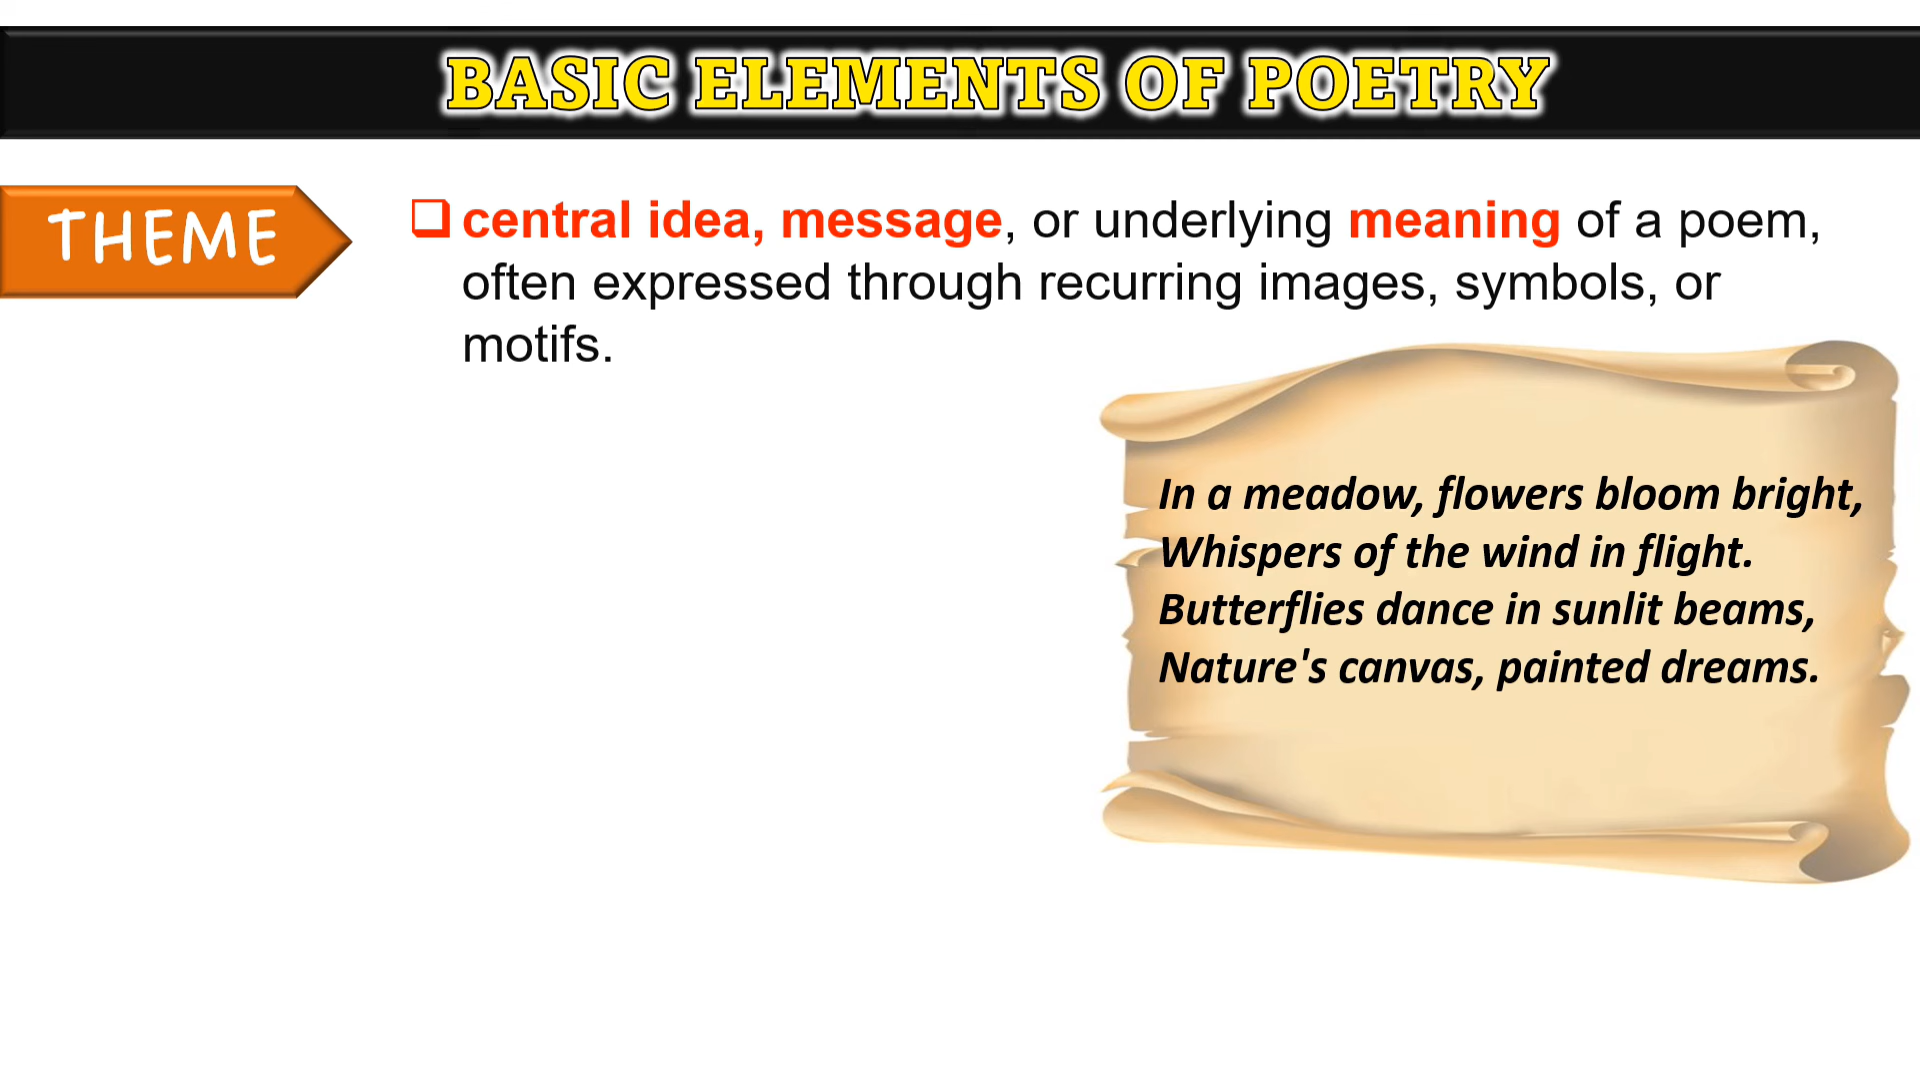 BASIC ELEMENTS OF POETRY
THEME
central idea, message, or underlying meaning of a poem,
often expressed through recurring images, symbols, or
motifs.
In a meadow, flowers bloom bright,
Whispers of the wind in flight.
Butterflies dance in sunlit beams,
Nature's canvas, painted dreams.